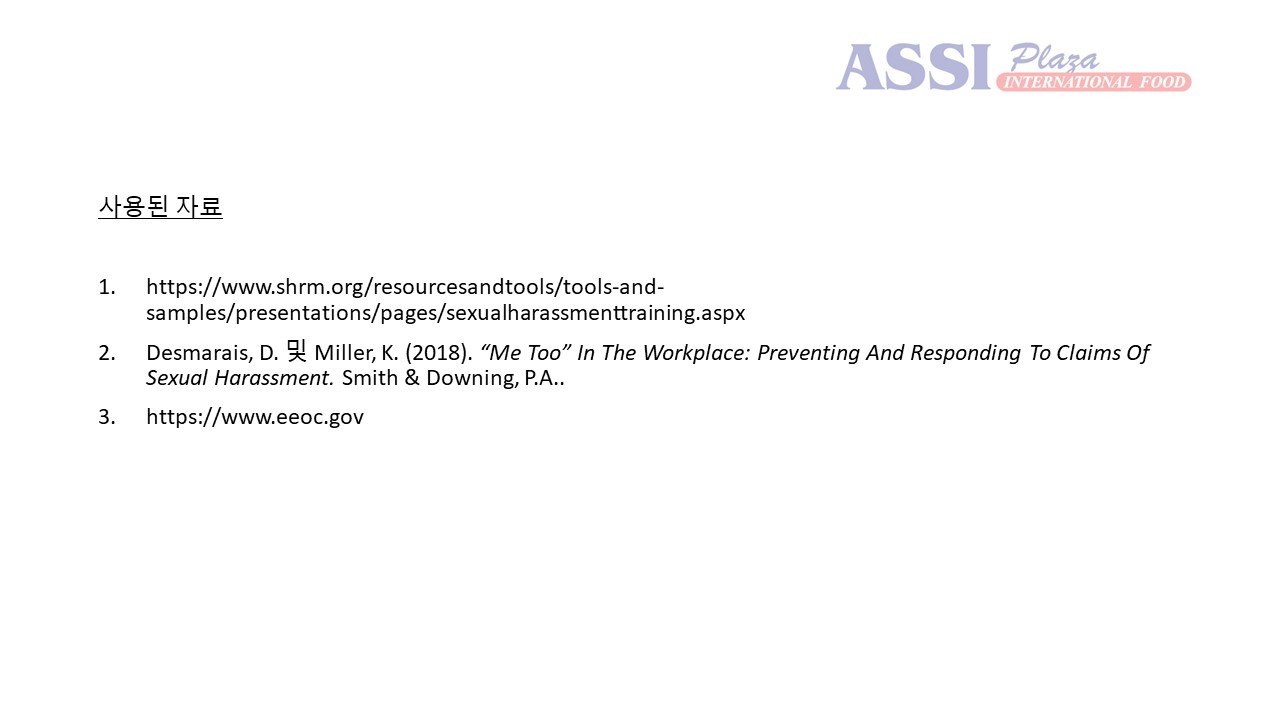 ASSI Plaza
INTERNATIONAL FOOD
사용된 자료
1. https://www.shrm.org/resourcesandtools/tools-and-
samples/presentations/pages/sexualharassmenttraining.aspx
2. Desmarais, D. 및 Miller, K. (2018). “Me Too” In The Workplace: Preventing And Responding To Claims Of
Sexual Harassment. Smith & Downing, P.A..
3. https://www.eeoc.gov